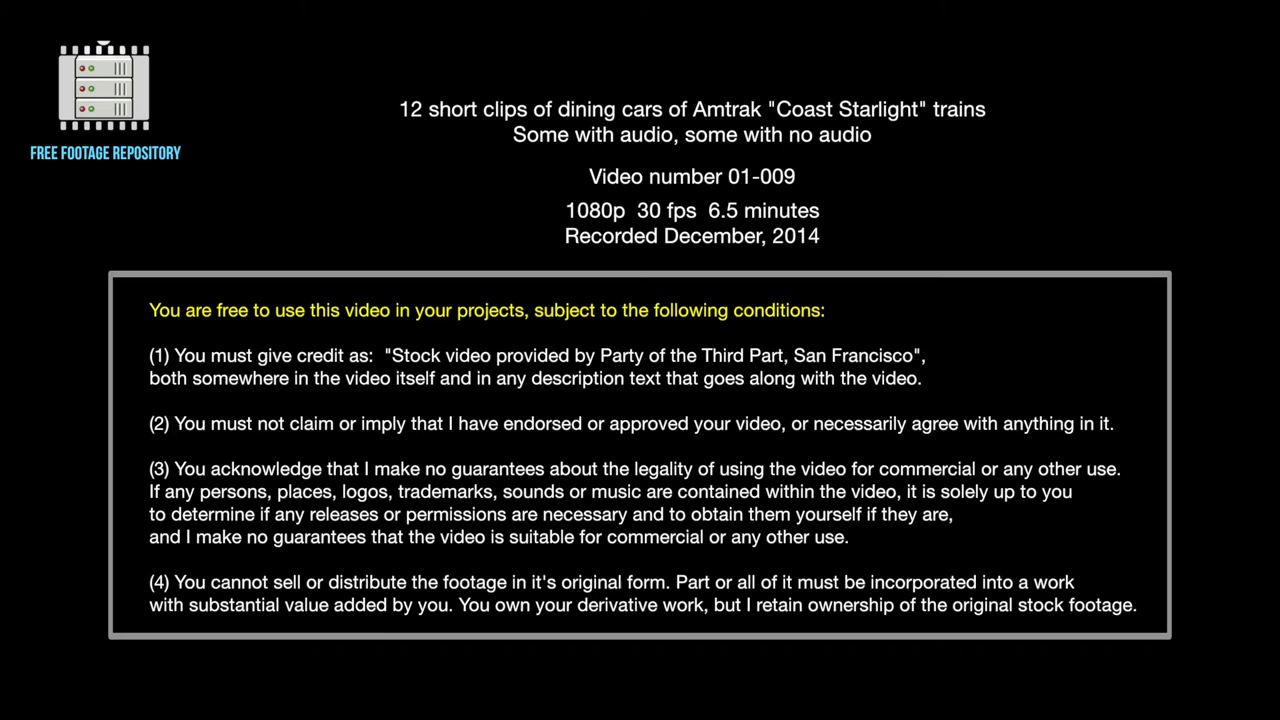 FREE FOOTAGE REPOSITORY
12 short clips of dining cars of Amtrak "Coast Starlight" trains
Some with audio, some with no audio
Video number 01-009
1080p  30 fps  6.5 minutes
Recorded December, 2014
You are free to use this video in your projects, subject to the following conditions:
(1) You must give credit as:  "Stock video provided by Party of the Third Part, San Francisco",
both somewhere in the video itself and in any description text that goes along with the video.
(2) You must not claim or imply that I have endorsed or approved your video, or necessarily agree with anything in it.
(3) You acknowledge that I make no guarantees about the legality of using the video for commercial or any other use.
If any persons, places, logos, trademarks, sounds or music are contained within the video, it is solely up to you
to determine if any releases or permissions are necessary and to obtain them yourself if they are,
and I make no guarantees that the video is suitable for commercial or any other use.
(4) You cannot sell or distribute the footage in it's original form. Part or all of it must be incorporated into a work
with substantial value added by you. You own your derivative work, but I retain ownership of the original stock footage.